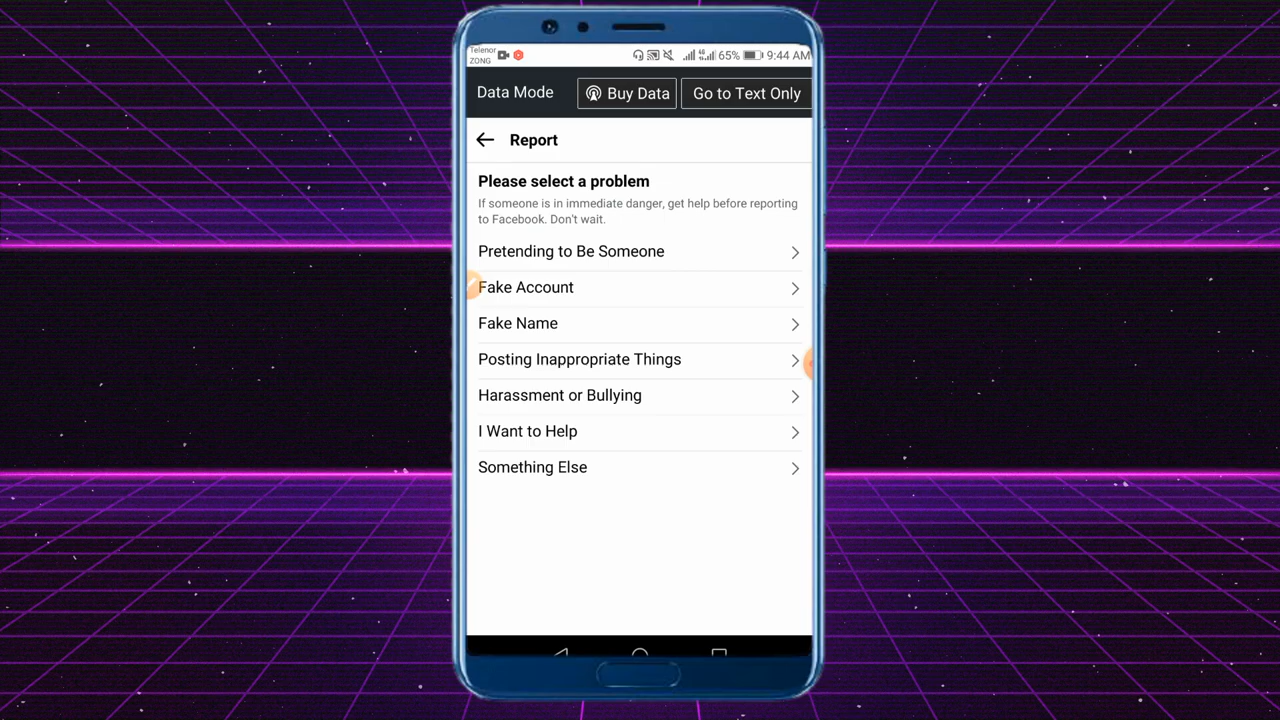 Telenor
ZONG
4G
65%
9:44 AM
Data Mode
Buy Data
Go to Text Only
Report
Please select a problem
If someone is in immediate danger, get help before reporting
to Facebook. Don't wait.
Pretending to Be Someone
Fake Account
Fake Name
Posting Inappropriate Things
Harassment or Bullying
I Want to Help
Something Else